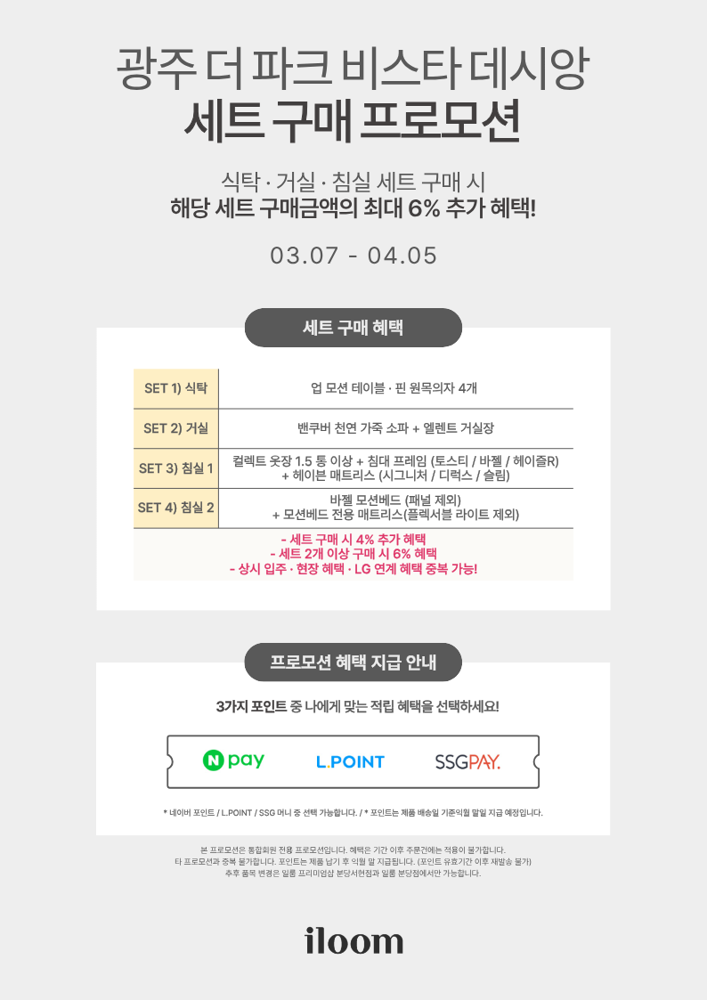 광주 더 파크 비스타 데시앙
세트 구매 프로모션
식탁 · 거실 · 침실 세트 구매 시
해당 세트 구매금액의 최대 6% 추가 혜택!
03.07 - 04.05
세트 구매 혜택
SET 1) 식탁
업 모션 테이블 · 핀 원목의자 4개
SET 2) 거실
밴쿠버 천연 가죽 소파 + 엘렌트 거실장
SET 3) 침실 1
컬렉트 옷장 1.5 통 이상 + 침대 프레임 (토스티 / 바젤 / 헤이즐R)
+ 헤이븐 매트리스 (시그니처 / 디럭스 / 슬림)
SET 4) 침실 2
바젤 모션베드 (패널 제외)
+ 모션베드 전용 매트리스(플렉서블 라이트 제외)
- 세트 구매 시 4% 추가 혜택
- 세트 2개 이상 구매 시 6% 혜택
- 상시 입주 · 현장 혜택 · LG 연계 혜택 중복 가능!
프로모션 혜택 지급 안내
3가지 포인트 중 나에게 맞는 적립 혜택을 선택하세요!
N pay
L.POINT
SSGPAY.
* 네이버 포인트 / L.POINT / SSG 머니 중 선택 가능합니다. / * 포인트는 제품 배송일 기준익월 말일 지급 예정입니다.
본 프로모션은 통합회원 전용 프로모션입니다. 혜택은 기간 이후 주문건에는 적용이 불가합니다.
타 프로모션과 중복 불가합니다. 포인트는 제품 납기 후 익월 말 지급됩니다. (포인트 유효기간 이후 재발송 불가)
추후 품목 변경은 일룸 프리미엄샵 분당서현점과 일룸 분당점에서만 가능합니다.
iloom